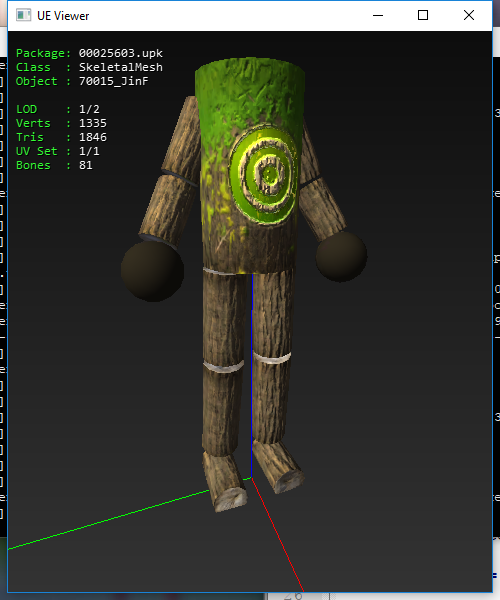 UE Viewer
Package: 00025603.upk
Class  : SkeletalMesh
Object : 70015_JinF
LOD    : 1/2
Verts  : 1335
Tris   : 1846
UV Set : 1/1
Bones  : 81